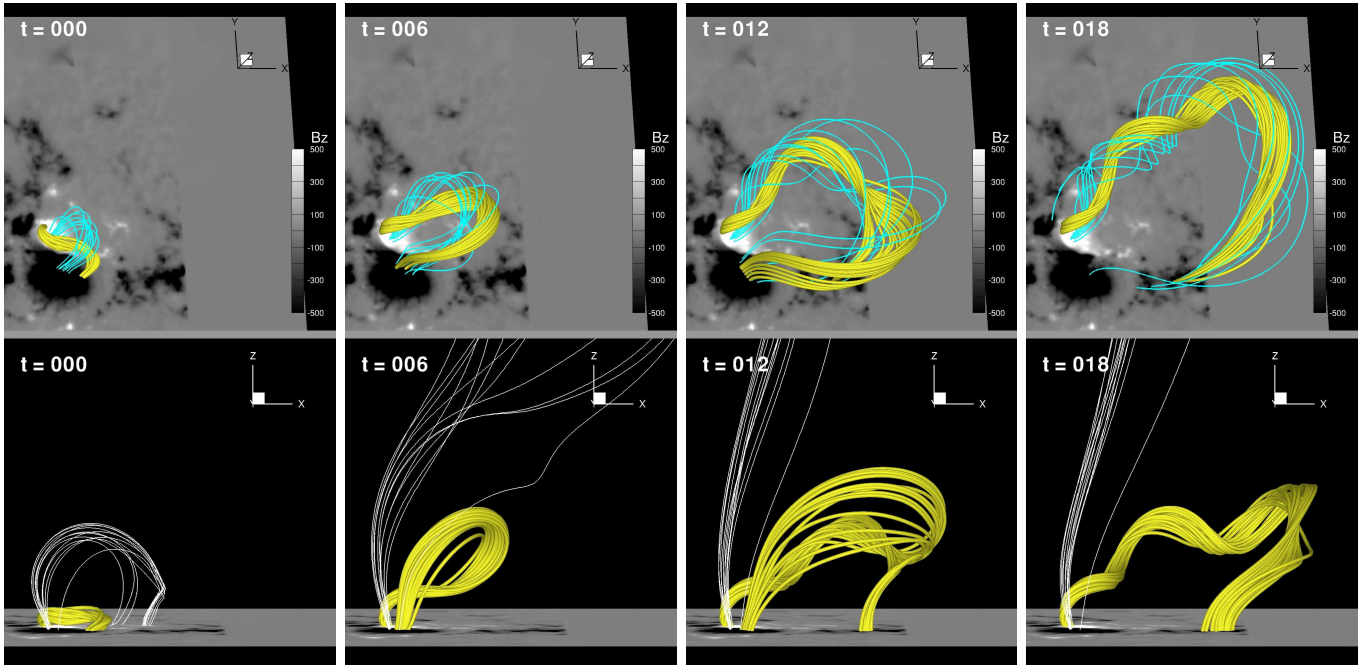 t = 000
Y
Z
X
Bz
500
300
100
-100
-300
-500
t = 006
Y
Z
X
Bz
500
300
100
-100
-300
-500
t = 012
Y
Z
X
Bz
500
300
100
-100
-300
-500
t = 018
Y
Z
X
Bz
500
300
100
-100
-300
-500
t = 000
Z
X
t = 006
Z
X
t = 012
Z
X
t = 018
Z
X